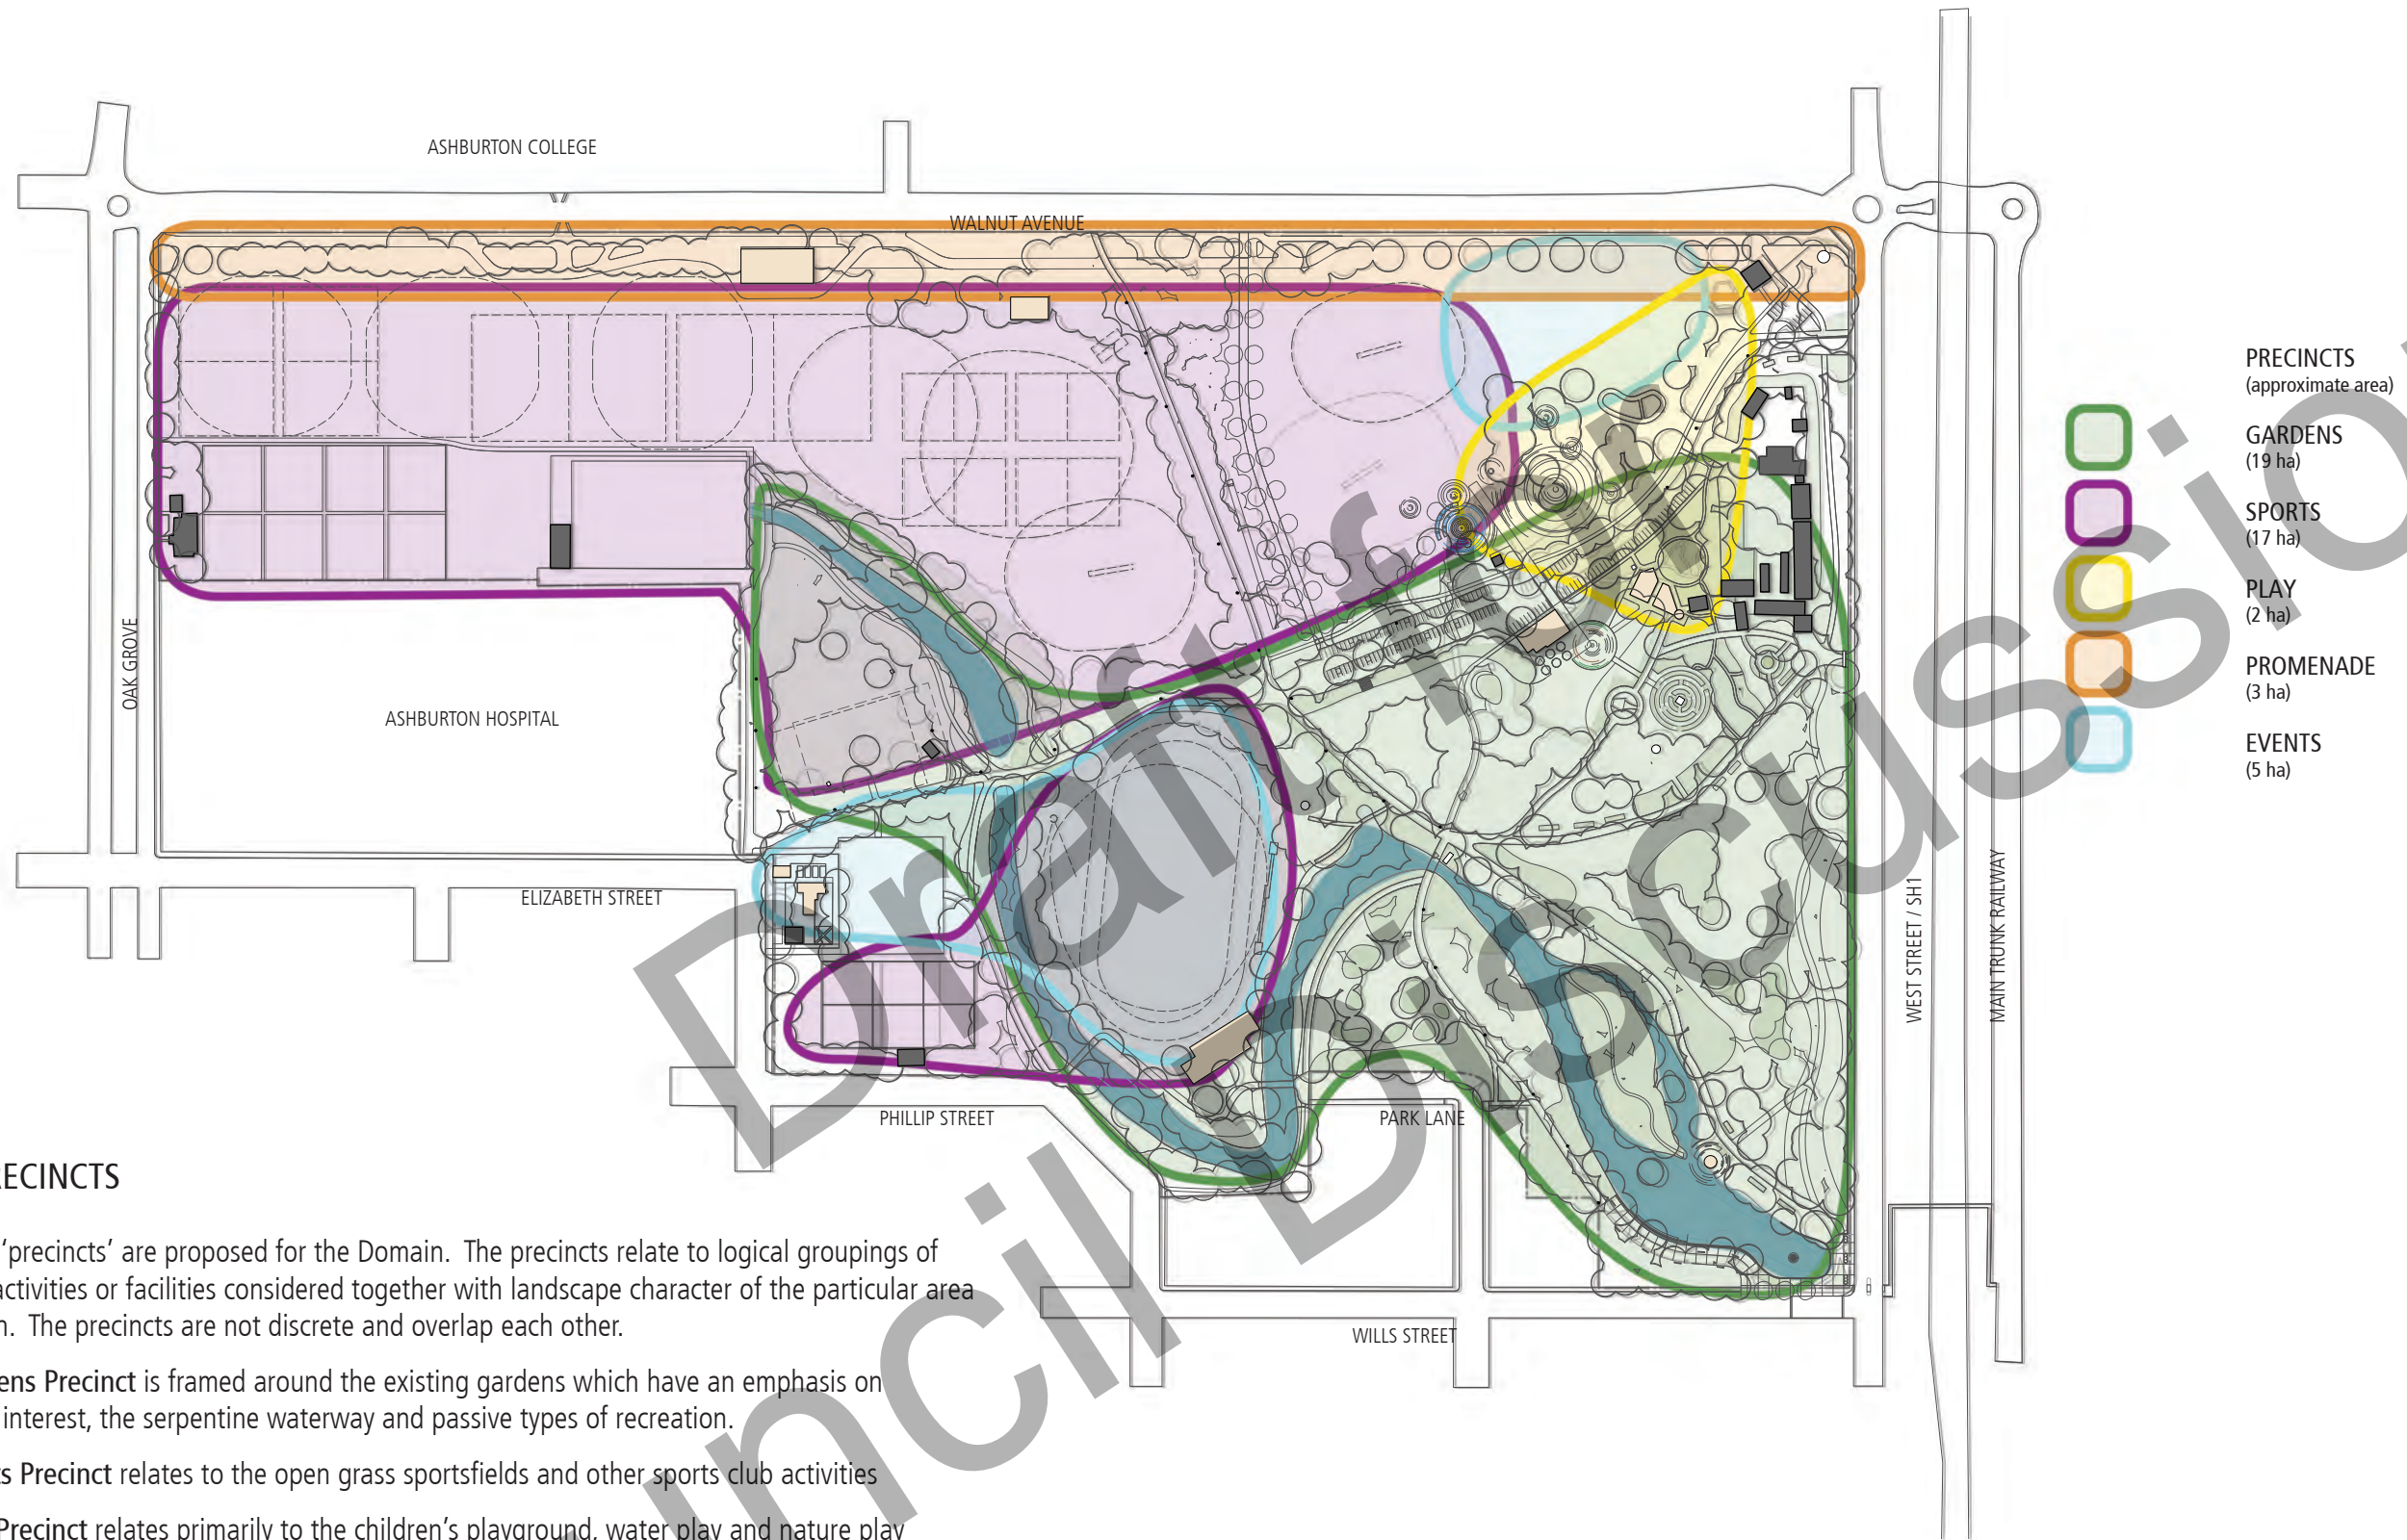 ASHBURTON COLLEGE
WALNUT AVENUE
OAK GROVE
ASHBURTON HOSPITAL
ELIZABETH STREET
PHILLIP STREET
PARK LANE
WILLS STREET
WEST STREET / SH1
MAIN TRUNK RAILWAY
PRECINCTS
(approximate area)
GARDENS
(19 ha)
SPORTS
(17 ha)
PLAY
(2 ha)
PROMENADE
(3 ha)
EVENTS
(5 ha)
Draft for
uncil Discussio
RECINCTS
‘precincts’ are proposed for the Domain. The precincts relate to logical groupings of
activities or facilities considered together with landscape character of the particular area
n. The precincts are not discrete and overlap each other.
ens Precinct is framed around the existing gardens which have an emphasis on
interest, the serpentine waterway and passive types of recreation.
ts Precinct relates to the open grass sportsfields and other sports club activities
Precinct relates primarily to the children’s playground, water play and nature play